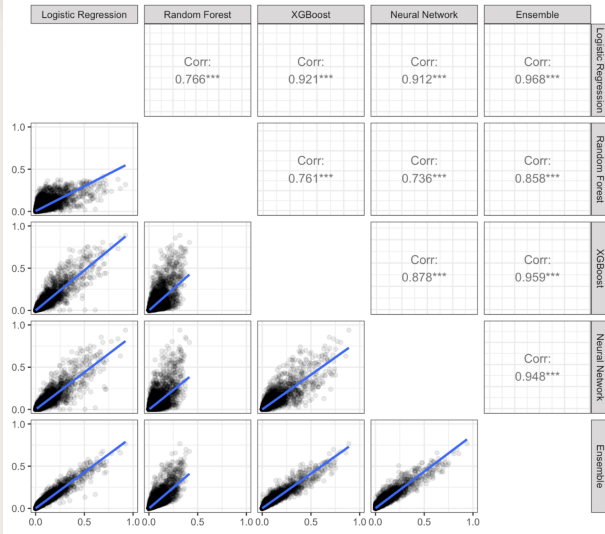 Logistic Regression
Random Forest
XGBoost
Neural Network
Ensemble
Corr:
0.766***
Corr:
0.921***
Corr:
0.912***
Corr:
0.968***
Logistic Regression
1.0
0.5
0.0
Corr:
0.761***
Corr:
0.736***
Corr:
0.858***
Random Forest
1.0
0.5
0.0
Corr:
0.878***
Corr:
0.959***
XGBoost
1.0
0.5
0.0
Corr:
0.948***
Neural Network
1.0
0.5
0.0
Ensemble
0.0 0.5 1.0 0.0 0.5 1.0 0.0 0.5 1.0 0.0 0.5 1.0